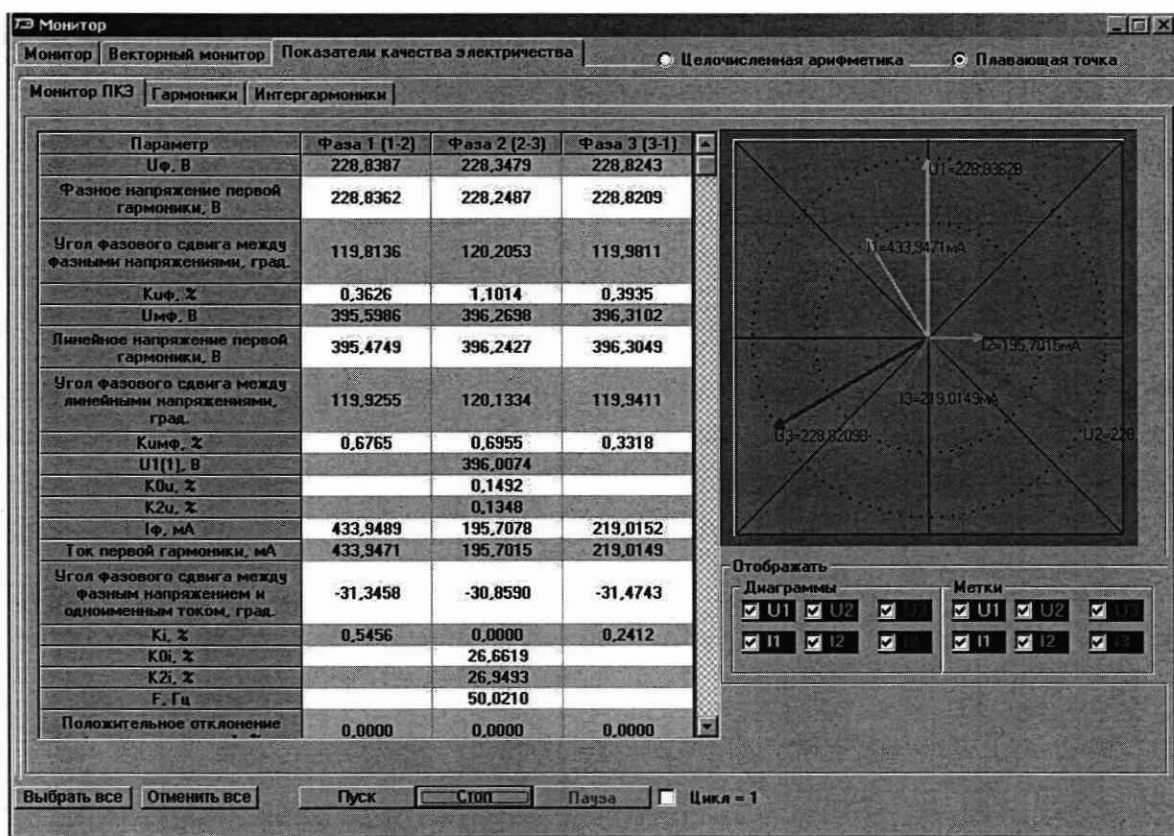 ТЭ Монитор
Монитор Векторный монитор Показатели качества электричества Целочисленная арифметика Плавающая точка
Монитор ПКЭ Гармоники Интергармоники
Параметр Фаза 1 (1-2) Фаза 2 (2-3) Фаза 3 (3-1)
Uф, В 228,8387 228,3479 228,8243
Фазное напряжение первой
гармоники, В 228,8362 228,2487 228,8209
Угол фазового сдвига между
фазными напряжениями, град. 119,8136 120,2053 119,9811
Kuф, % 0,3626 1,1014 0,3935
Uмф, В 395,5986 396,2698 396,3102
Линейное напряжение первой
гармоники, В 395,4749 396,2427 396,3049
Угол фазового сдвига между
линейными напряжениями,
град. 119,9255 120,1334 119,9411
Kuмф, % 0,6765 0,6955 0,3318
U1(1), В 396,0074
K0u, % 0,1492
K2u, % 0,1348
Iф, мА 433,9489 195,7078 219,0152
Ток первой гармоники, мА 433,9471 195,7015 219,0149
Угол фазового сдвига между
фазным напряжением и
одноименным током, град. -31,3458 -30,8590 -31,4743
Ki, % 0,5456 0,0000 0,2412
K0i, % 26,6619
K2i, % 26,9493
F, Гц 50,0210
Положительное отклонение
0,0000 0,0000 0,0000
U1=228,8362В
I1=433,9471мА
I2=195,7015мА
I3=219,0149мА
U3=228,8209В
U2=228
Отображать
Диаграммы Метки
U1 U2 U3 U1 U2 U3
I1 I2 I3 I1 I2 I3
Выбрать все Отменить все Пуск Стоп Пауза Цикл = 1